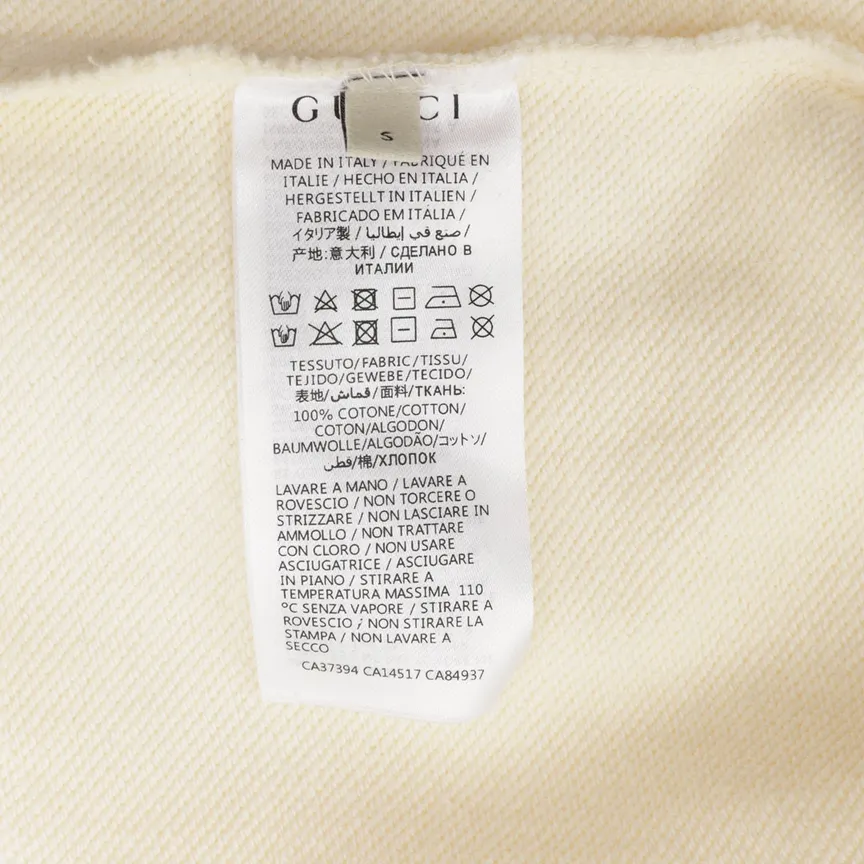 GUCCI
S
MADE IN ITALY / FABRIQUÉ EN
ITALIE / HECHO EN ITALIA /
HERGESTELLT IN ITALIEN /
FABRICADO EM ITÁLIA /
イタリア製 / صنع في إيطاليا /
产地:意大利 / СДЕЛАНО В
ИТАЛИИ
TESSUTO/FABRIC/TISSU/
TEJIDO/GEWEBE/TECIDO/
表地/قماش/面料/ТКАНЬ:
100% COTONE/COTTON/
COTON/ALGODON/
BAUMWOLLE/ALGODÃO/コットン/
قطن/棉/ХЛОПОК
LAVARE A MANO / LAVARE A
ROVESCIO / NON TORCERE O
STRIZZARE / NON LASCIARE IN
AMMOLLO / NON TRATTARE
CON CLORO / NON USARE
ASCIUGATRICE / ASCIUGARE
IN PIANO / STIRARE A
TEMPERATURA MASSIMA 110
°C SENZA VAPORE / STIRARE A
ROVESCIO / NON STIRARE LA
STAMPA / NON LAVARE A
SECCO
CA37394 CA14517 CA84937